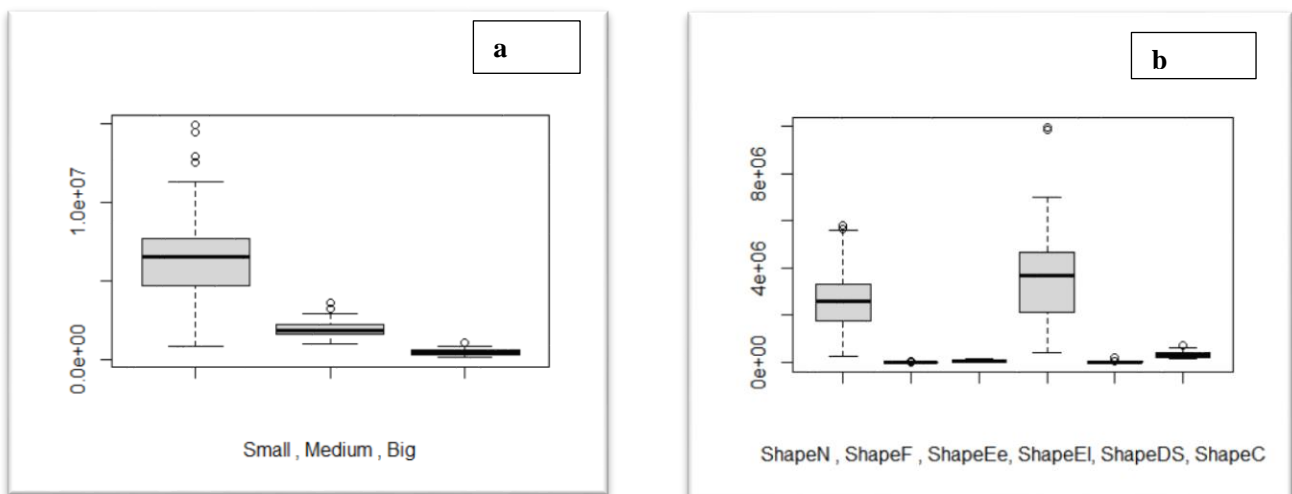 a
1.0e+07
0.0e+00
Small , Medium , Big
b
8e+06
4e+06
0e+00
ShapeN , ShapeF , ShapeEe, ShapeEl, ShapeDS, ShapeC